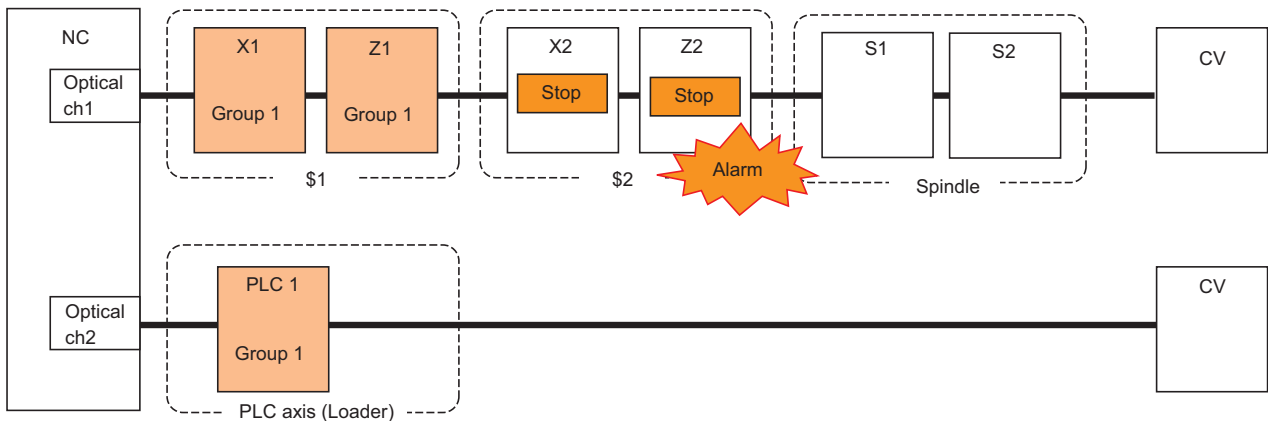 NC
Optical
ch1
X1
Group 1
Z1
Group 1
$1
X2
Stop
Z2
Stop
Alarm
$2
S1
S2
Spindle
CV
Optical
ch2
PLC 1
Group 1
PLC axis (Loader)
CV